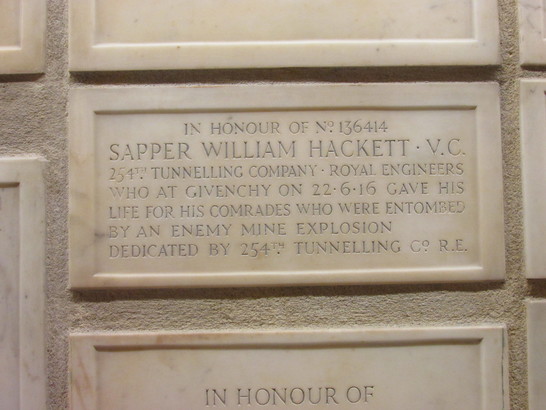 IN HONOUR OF Nº 136414
SAPPER WILLIAM HACKETT · V.C.
254TH TUNNELLING COMPANY · ROYAL ENGINEERS
WHO AT GIVENCHY ON 22·6·16 GAVE HIS
LIFE FOR HIS COMRADES WHO WERE ENTOMBED
BY AN ENEMY MINE EXPLOSION
DEDICATED BY 254TH TUNNELLING Cº R.E.
IN HONOUR OF